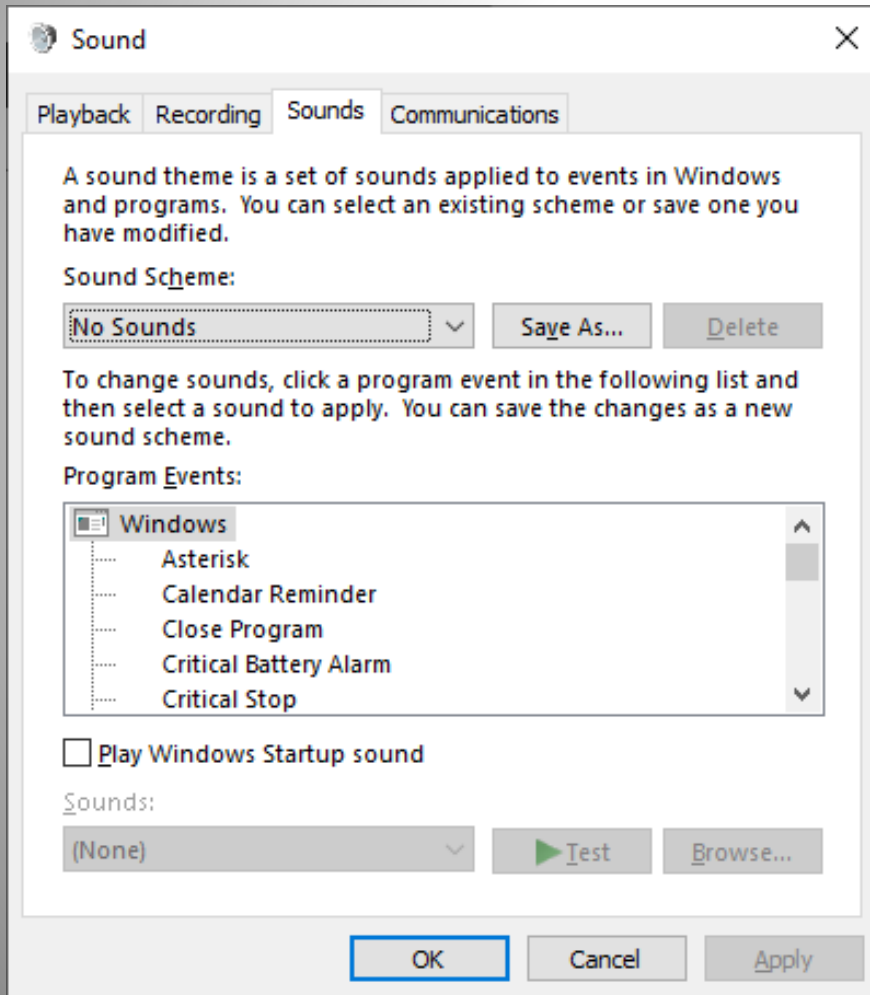 Sound
Playback Recording Sounds Communications
A sound theme is a set of sounds applied to events in Windows
and programs. You can select an existing scheme or save one you
have modified.
Sound Scheme:
No Sounds Save As... Delete
To change sounds, click a program event in the following list and
then select a sound to apply. You can save the changes as a new
sound scheme.
Program Events:
Windows
Asterisk
Calendar Reminder
Close Program
Critical Battery Alarm
Critical Stop
Play Windows Startup sound
Sounds:
(None) Test Browse...
OK Cancel Apply